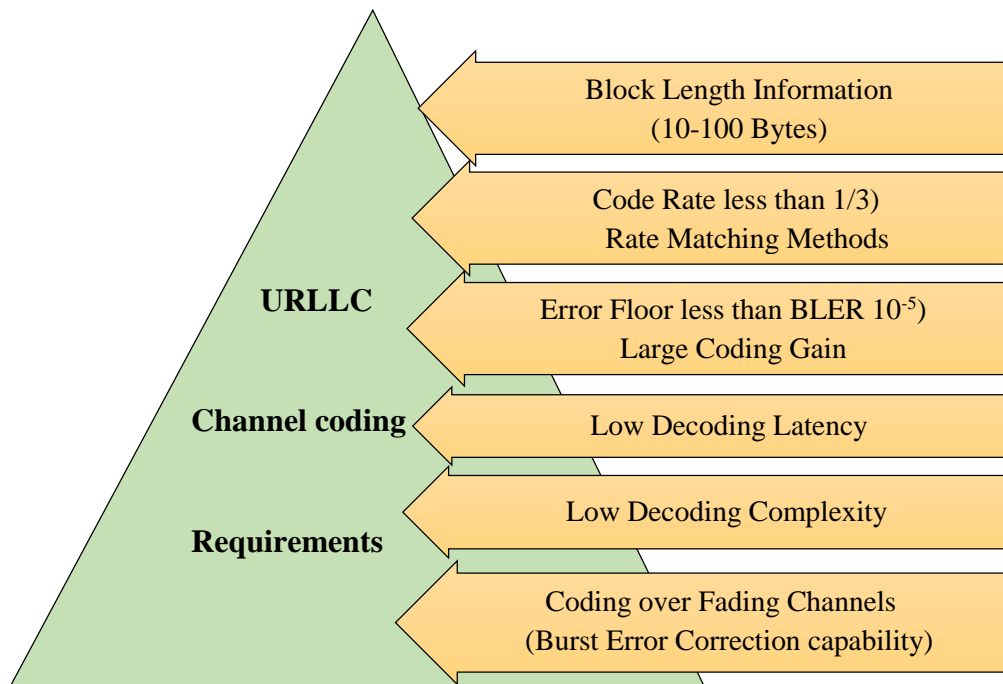 Block Length Information
(10-100 Bytes)
Code Rate less than 1/3)
Rate Matching Methods
URLLC
Error Floor less than BLER 10⁻⁵)
Large Coding Gain
Channel coding
Low Decoding Latency
Low Decoding Complexity
Requirements
Coding over Fading Channels
(Burst Error Correction capability)